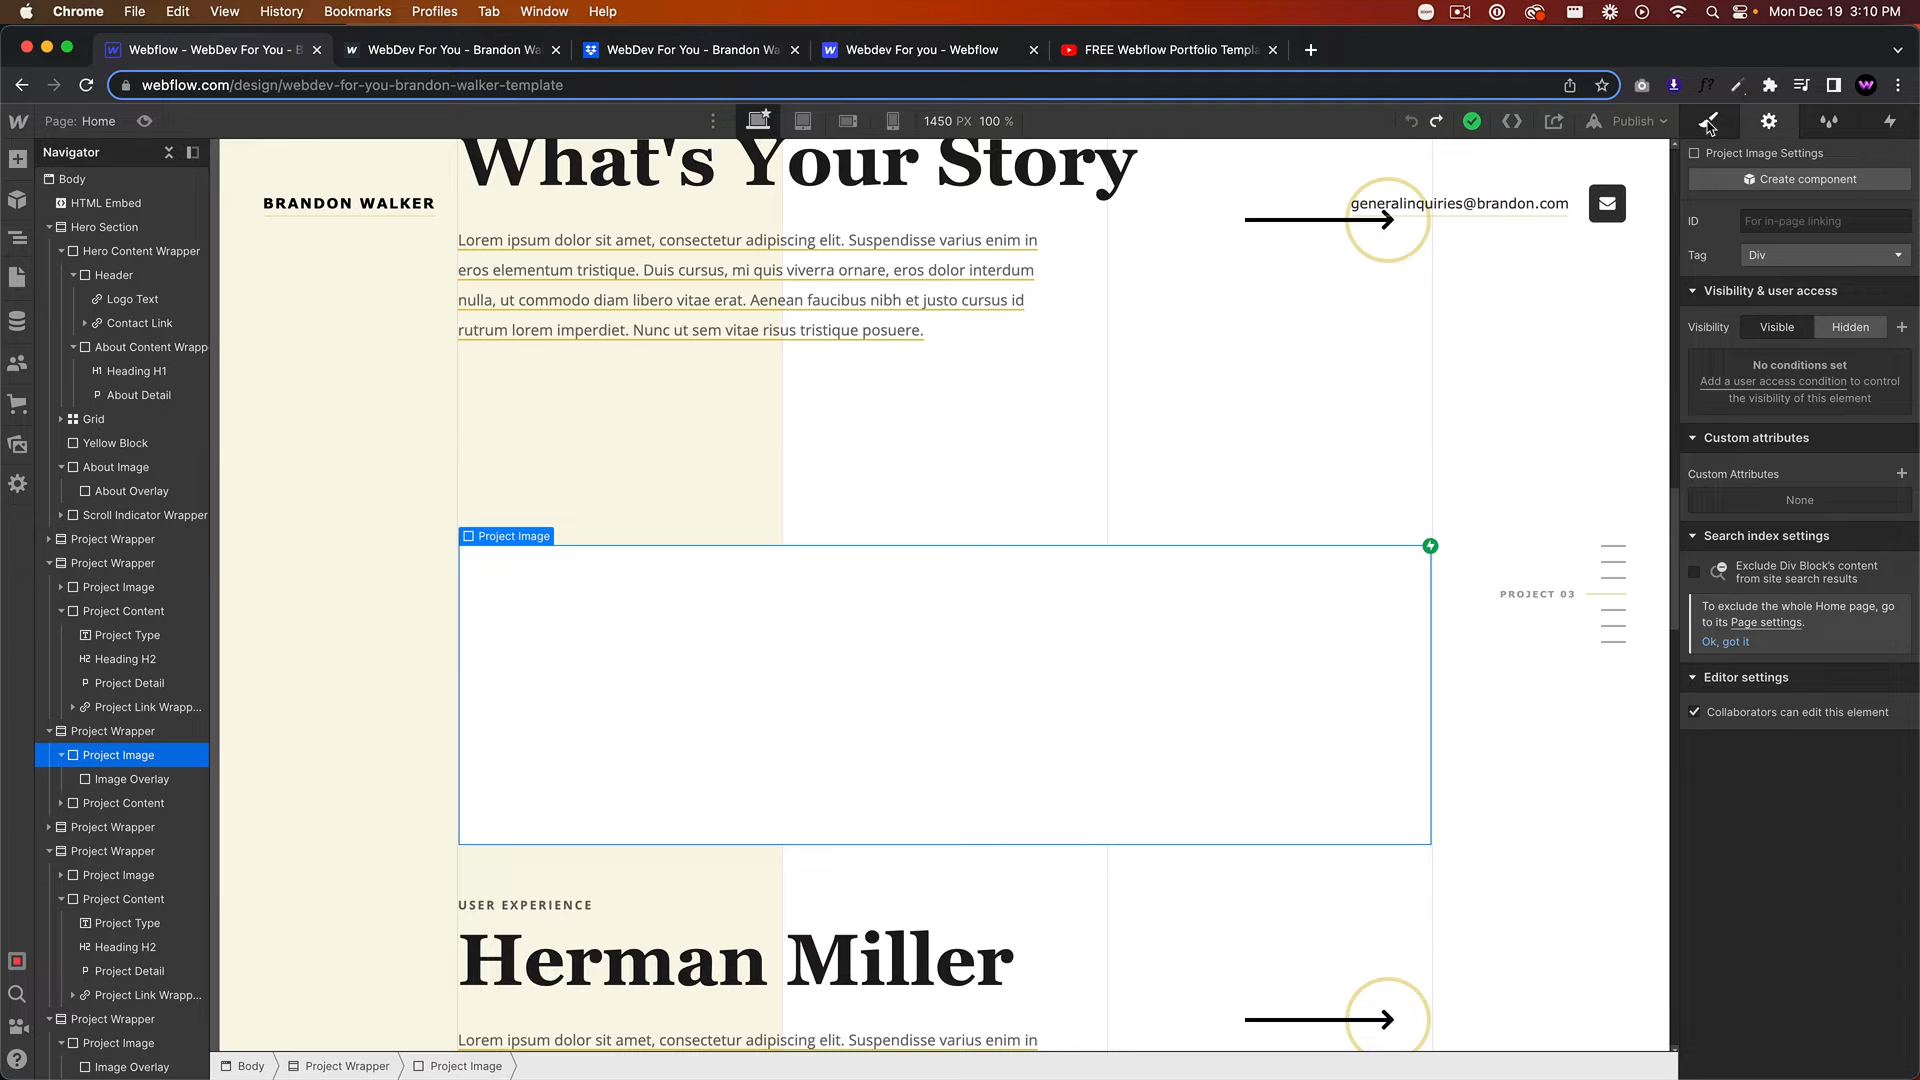 Chrome File Edit View History Bookmarks Profiles Tab Window Help Mon Dec 19 3:10 PM
Webflow - WebDev For You - B WebDev For You - Brandon Wa WebDev For You - Brandon Wa Webdev For you - Webflow FREE Webflow Portfolio Templa
webflow.com/design/webdev-for-you-brandon-walker-template
Page: Home 1450 PX 100 % Publish
Navigator
Body
HTML Embed
Hero Section
Hero Content Wrapper
Header
Logo Text
Contact Link
About Content Wrapp
H1 Heading H1
P About Detail
Grid
Yellow Block
About Image
About Overlay
Scroll Indicator Wrapper
Project Wrapper
Project Wrapper
Project Image
Project Content
Project Type
H2 Heading H2
P Project Detail
Project Link Wrapp...
Project Wrapper
Project Image
Image Overlay
Project Content
Project Wrapper
Project Wrapper
Project Image
Project Content
Project Type
H2 Heading H2
P Project Detail
Project Link Wrapp...
Project Wrapper
Project Image
Image Overlay
What's Your Story
BRANDON WALKER
generalinquiries@brandon.com
Lorem ipsum dolor sit amet, consectetur adipiscing elit. Suspendisse varius enim in
eros elementum tristique. Duis cursus, mi quis viverra ornare, eros dolor interdum
nulla, ut commodo diam libero vitae erat. Aenean faucibus nibh et justo cursus id
rutrum lorem imperdiet. Nunc ut sem vitae risus tristique posuere.
Project Image
PROJECT 03
USER EXPERIENCE
Herman Miller
Lorem ipsum dolor sit amet, consectetur adipiscing elit. Suspendisse varius enim in
Body Project Wrapper Project Image
Project Image Settings
Create component
ID For in-page linking
Tag Div
Visibility & user access
Visibility Visible Hidden
No conditions set
Add a user access condition to control
the visibility of this element
Custom attributes
Custom Attributes
None
Search index settings
Exclude Div Block's content
from site search results
To exclude the whole Home page, go
to its Page settings.
Ok, got it
Editor settings
Collaborators can edit this element